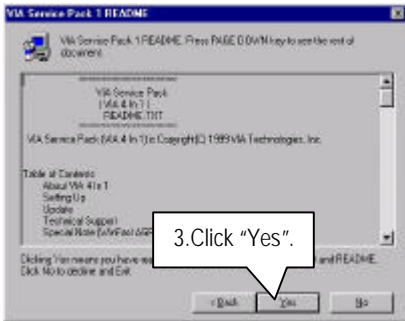 VIA Service Pack 1 README
VIA Service Pack 1 README. Press PAGE DOWN key to see the rest of
document.
====================
VIA Service Pack
(VIA 4 In 1)
README.TXT
====================
VIA Service Pack (VIA 4 In 1) is Copyright(C) 1999 VIA Technologies, Inc.
Table of Contents
About VIA 4 in 1
Setting Up
Update
Technical Support
Special Note
3.Click “Yes”.
Clicking Yes means you have and README.
Click No to decline and Exit
< Back Yes No